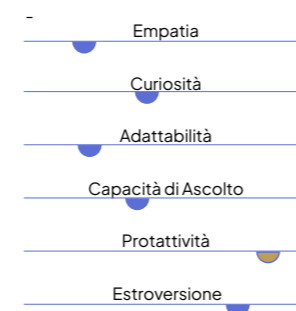 Empatia
Curiosità
Adattabilità
Capacità di Ascolto
Protattività
Estroversione